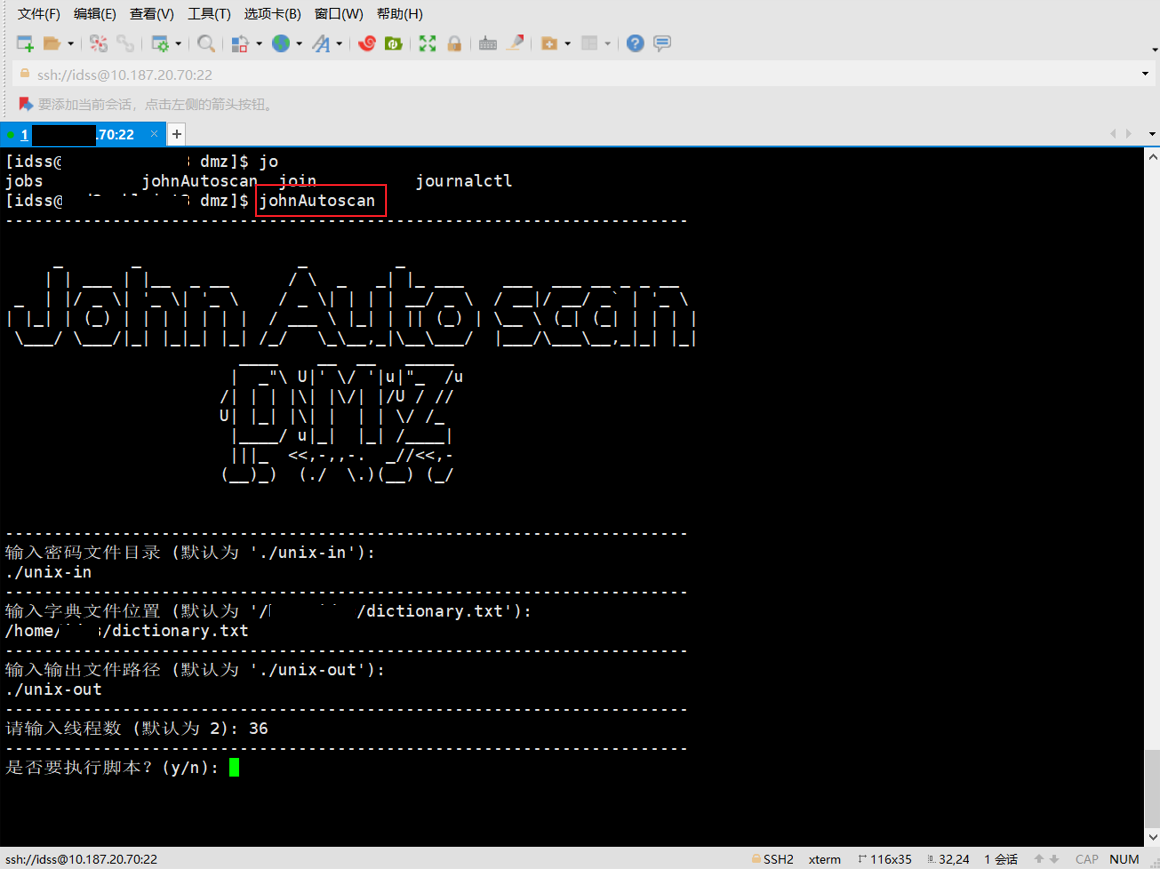 文件(F) 编辑(E) 查看(V) 工具(T) 选项卡(B) 窗口(W) 帮助(H)
ssh://idss@10.187.20.70:22
要添加当前会话，点击左侧的箭头按钮。
1 .70:22 × +
[idss@ dmz]$ jo
jobs johnAutoscan join journalctl
[idss@ dmz]$ johnAutoscan
---------------------------------------------------------------------
John Auto scan
DMZ
---------------------------------------------------------------------
输入密码文件目录 (默认为 './unix-in'):
./unix-in
---------------------------------------------------------------------
输入字典文件位置 (默认为 '/ /dictionary.txt'):
/home/ /dictionary.txt
---------------------------------------------------------------------
输入输出文件路径 (默认为 './unix-out'):
./unix-out
---------------------------------------------------------------------
请输入线程数 (默认为 2): 36
---------------------------------------------------------------------
是否要执行脚本? (y/n):
ssh://idss@10.187.20.70:22 SSH2 xterm 116x35 32,24 1 会话 CAP NUM